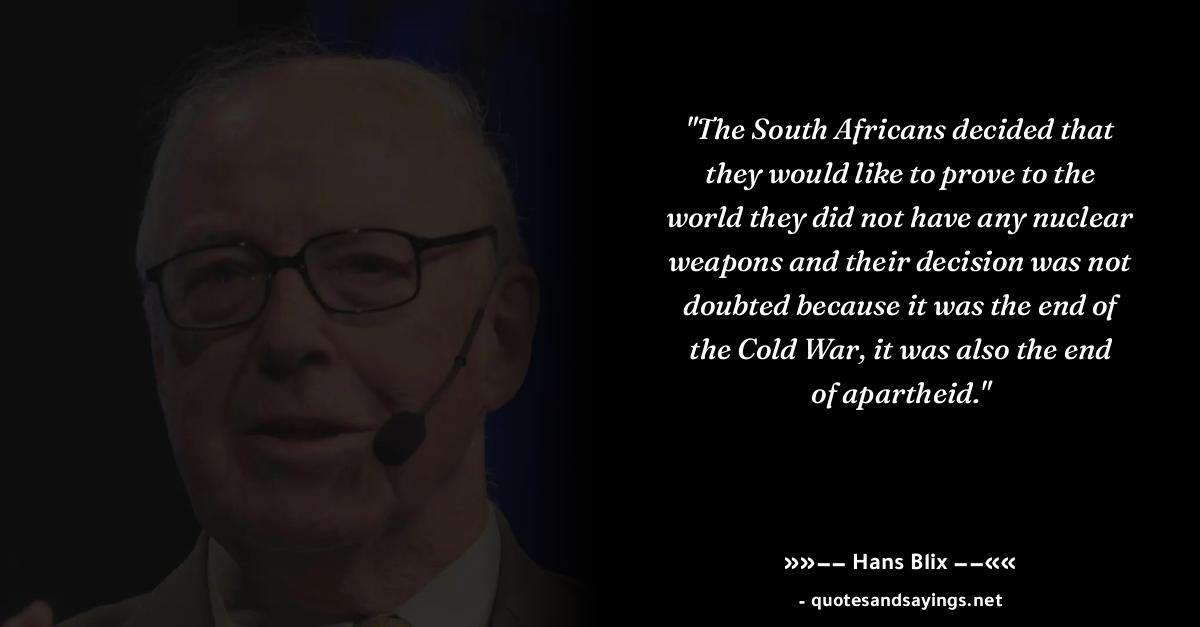 "The South Africans decided that
they would like to prove to the
world they did not have any nuclear
weapons and their decision was not
doubted because it was the end of
the Cold War, it was also the end
of apartheid."
»»–– Hans Blix ––««
- quotesandsayings.net